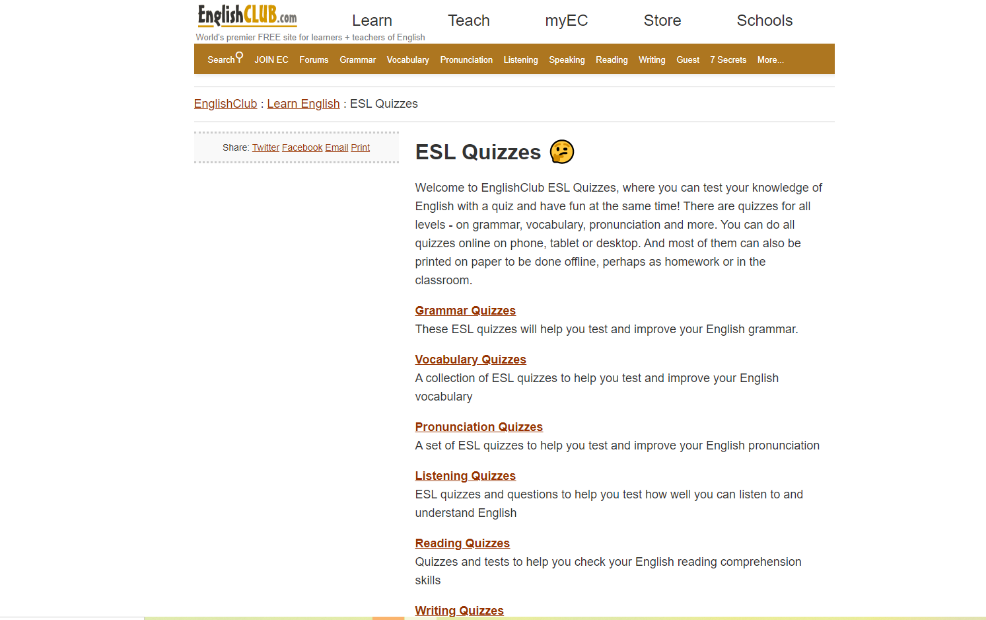 EnglishCLUB.com
Learn Teach myEC Store Schools
World's premier FREE site for learners + teachers of English
Search JOIN EC Forums Grammar Vocabulary Pronunciation Listening Speaking Reading Writing Guest 7 Secrets More...
EnglishClub : Learn English : ESL Quizzes
Share: Twitter Facebook Email Print
ESL Quizzes
Welcome to EnglishClub ESL Quizzes, where you can test your knowledge of
English with a quiz and have fun at the same time! There are quizzes for all
levels - on grammar, vocabulary, pronunciation and more. You can do all
quizzes online on phone, tablet or desktop. And most of them can also be
printed on paper to be done offline, perhaps as homework or in the
classroom.
Grammar Quizzes
These ESL quizzes will help you test and improve your English grammar.
Vocabulary Quizzes
A collection of ESL quizzes to help you test and improve your English
vocabulary
Pronunciation Quizzes
A set of ESL quizzes to help you test and improve your English pronunciation
Listening Quizzes
ESL quizzes and questions to help you test how well you can listen to and
understand English
Reading Quizzes
Quizzes and tests to help you check your English reading comprehension
skills
Writing Quizzes